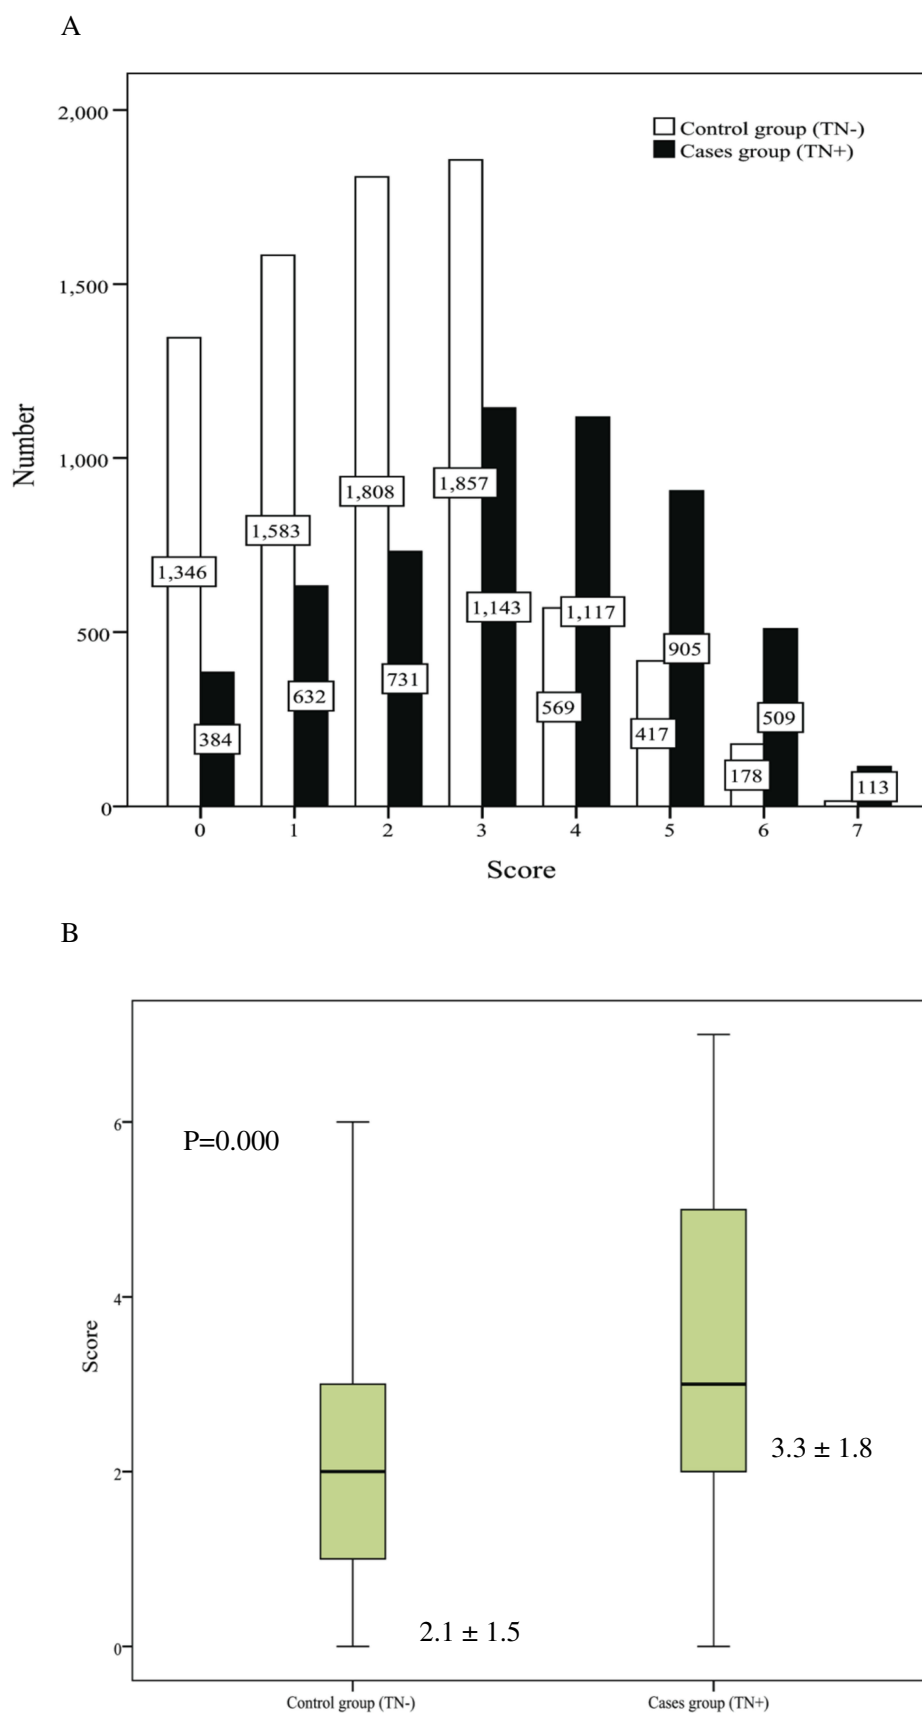 A
2,000
1,500
1,000
500
0
Number
Control group (TN-)
Cases group (TN+)
1,346
384
1,583
632
1,808
731
1,857
1,143
569
1,117
417
905
178
509
113
0 1 2 3 4 5 6 7
Score
B
6
4
2
0
Score
P=0.000
3.3 ± 1.8
2.1 ± 1.5
Control group (TN-) Cases group (TN+)